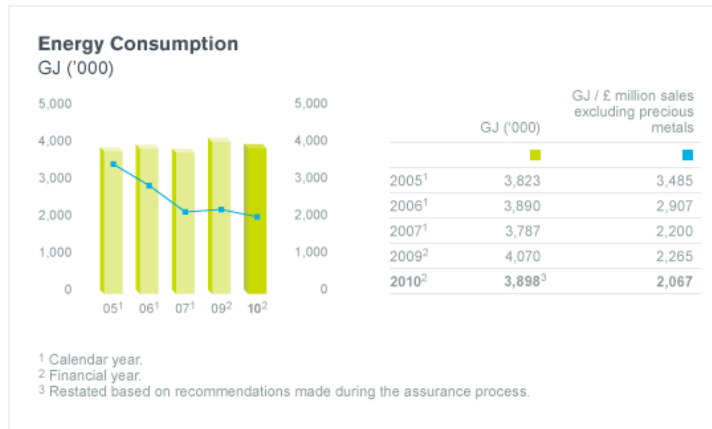 Energy Consumption
GJ ('000)
5,000 5,000
4,000 4,000
3,000 3,000
2,000 2,000
1,000 1,000
0 0
05¹ 06¹ 07¹ 09² 10²
GJ / £ million sales
excluding precious
GJ ('000) metals
2005¹ 3,823 3,485
2006¹ 3,890 2,907
2007¹ 3,787 2,200
2009² 4,070 2,265
2010² 3,898³ 2,067
¹ Calendar year.
² Financial year.
³ Restated based on recommendations made during the assurance process.